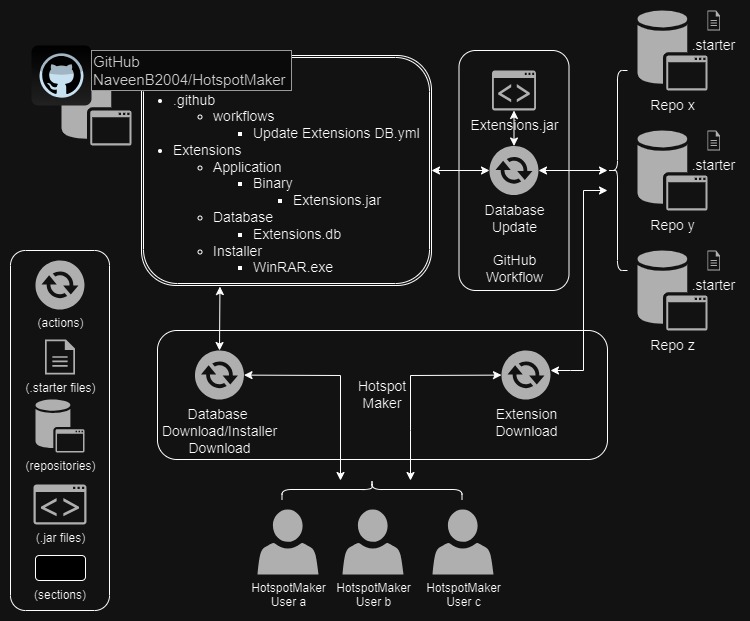 GitHub
NaveenB2004/HotspotMaker
.github
workflows
Update Extensions DB.yml
Extensions
Application
Binary
Extensions.jar
Database
Extensions.db
Installer
WinRAR.exe
Extensions.jar
Database
Update
GitHub
Workflow
.starter
Repo x
.starter
Repo y
.starter
Repo z
(actions)
(.starter files)
(repositories)
(.jar files)
(sections)
Database
Download/Installer
Download
Hotspot
Maker
Extension
Download
HotspotMaker
User a
HotspotMaker
User b
HotspotMaker
User c